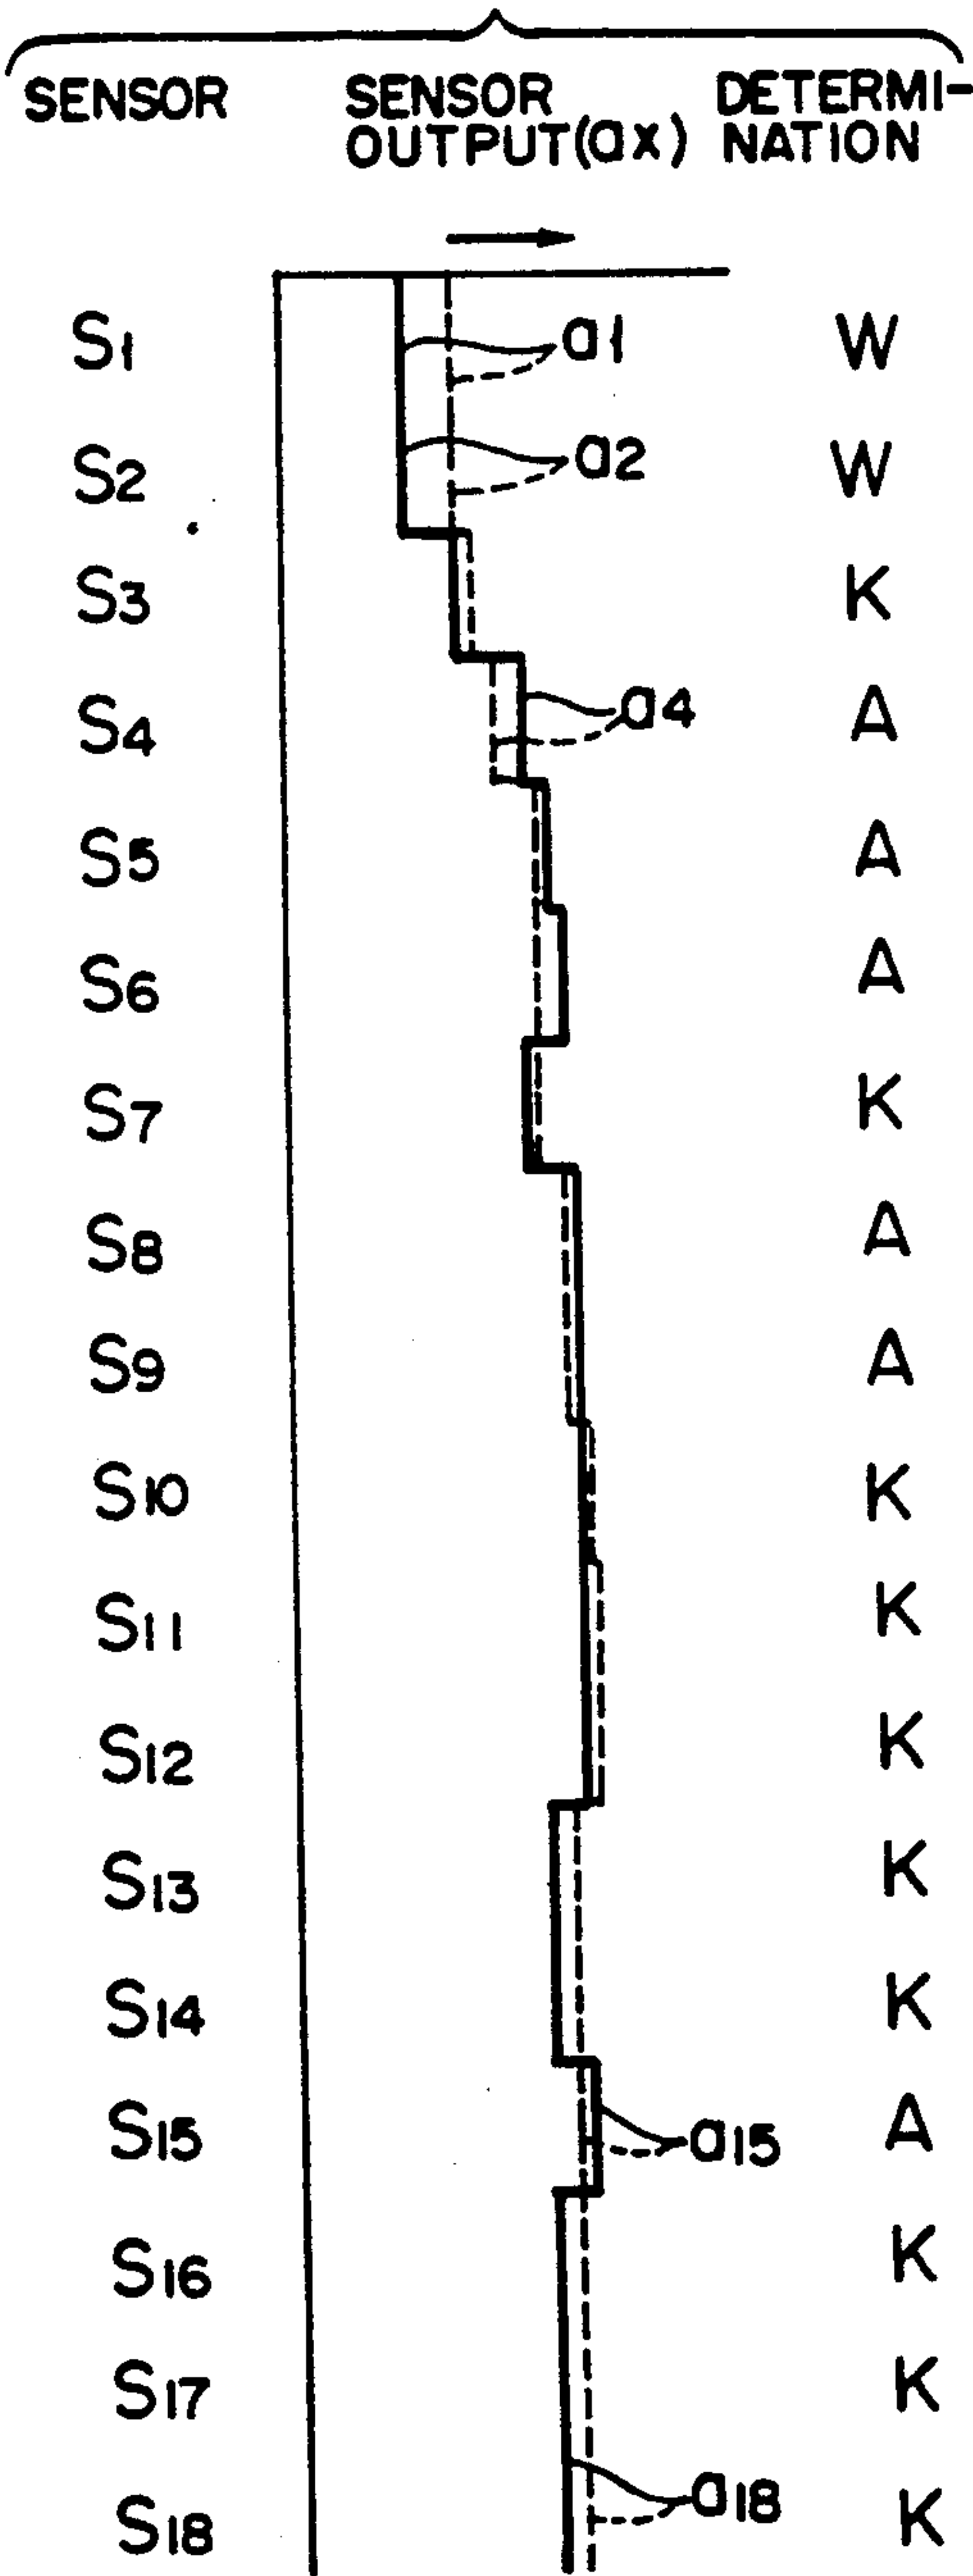 SENSOR SENSOR OUTPUT(ax) DETERMI-NATION
S1 a1 W
S2 a2 W
S3 K
S4 a4 A
S5 A
S6 A
S7 K
S8 A
S9 A
S10 K
S11 K
S12 K
S13 K
S14 K
S15 a15 A
S16 K
S17 K
S18 a18 K